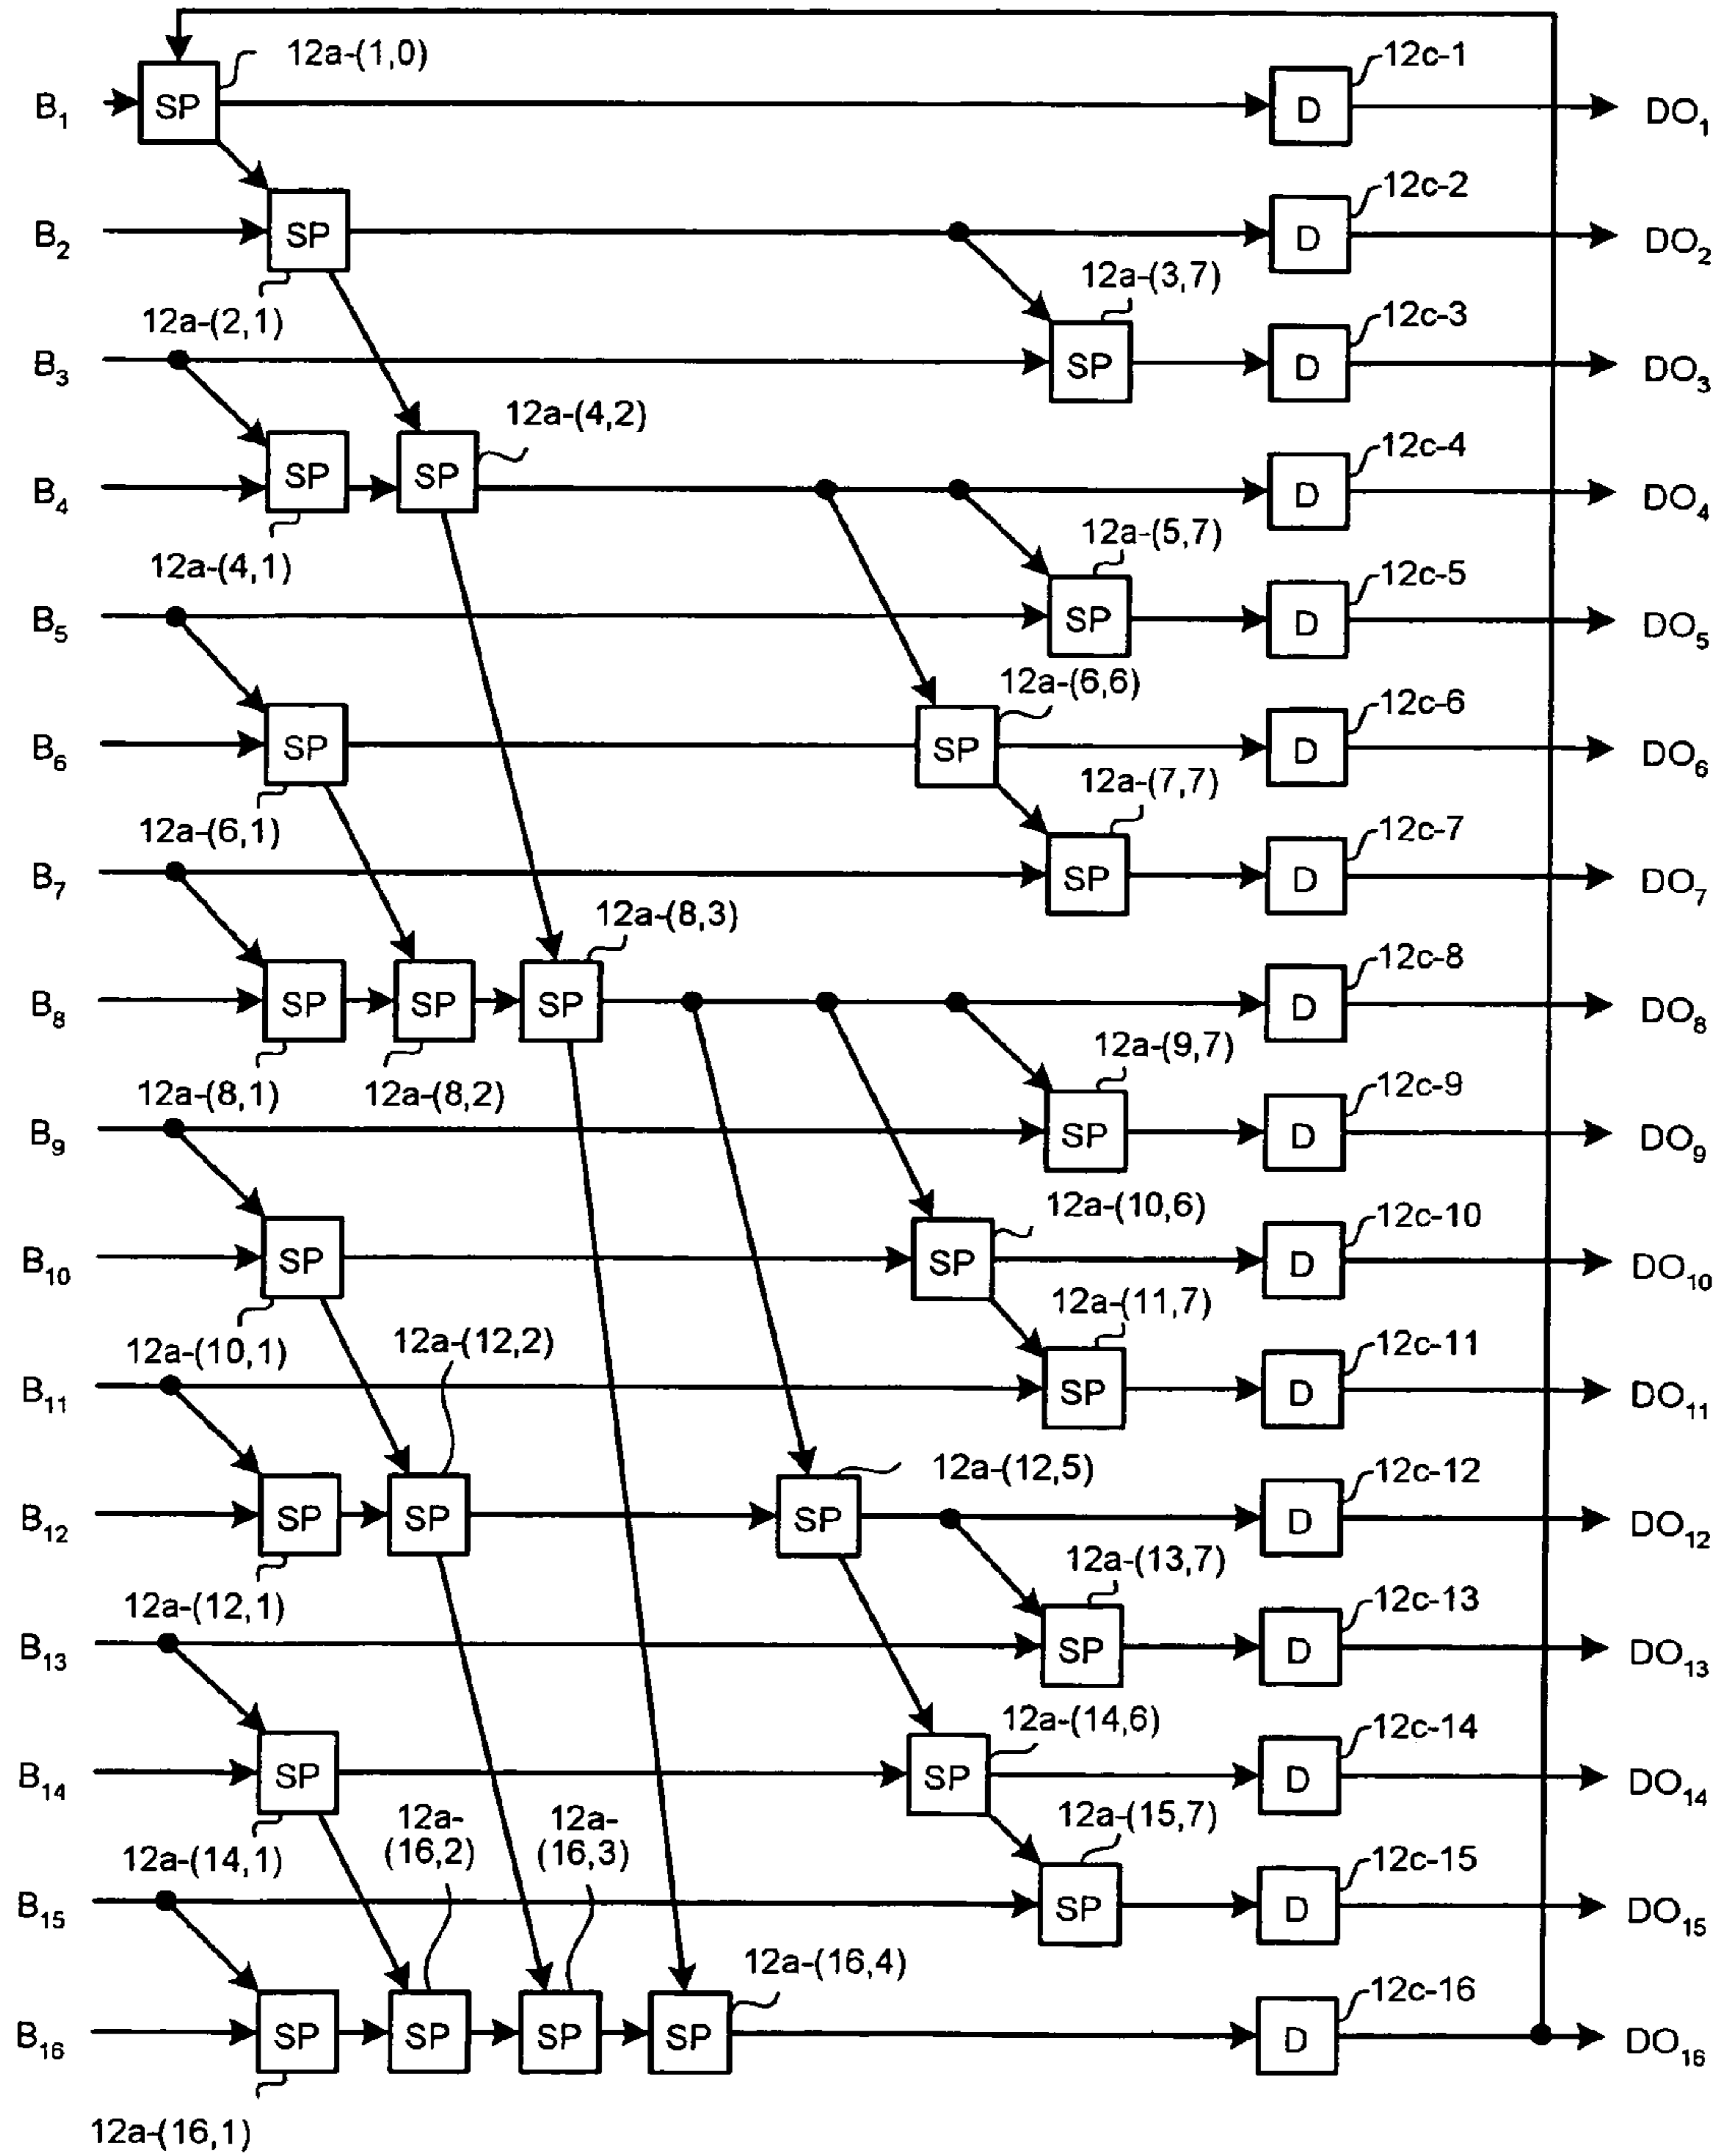 12a-(1,0)
12c-1
B1
SP
D
DO1
12c-2
B2
SP
D
DO2
12a-(2,1)
12a-(3,7)
12c-3
B3
SP
D
DO3
12a-(4,2)
12c-4
B4
SP
SP
D
DO4
12a-(4,1)
12a-(5,7)
12c-5
B5
SP
D
DO5
12a-(6,6)
12c-6
B6
SP
SP
D
DO6
12a-(6,1)
12a-(7,7)
12c-7
B7
SP
D
DO7
12a-(8,3)
12c-8
B8
SP
SP
SP
D
DO8
12a-(8,1)
12a-(8,2)
12a-(9,7)
12c-9
B9
SP
D
DO9
12a-(10,6)
12c-10
B10
SP
SP
D
DO10
12a-(10,1)
12a-(12,2)
12a-(11,7)
12c-11
B11
SP
D
DO11
12a-(12,5)
12c-12
B12
SP
SP
SP
D
DO12
12a-(12,1)
12a-(13,7)
12c-13
B13
SP
D
DO13
12a-(14,6)
12c-14
B14
SP
SP
D
DO14
12a-(14,1)
12a-
(16,2)
12a-
(16,3)
12a-(15,7)
12c-15
B15
SP
D
DO15
12a-(16,4)
12c-16
B16
SP
SP
SP
SP
D
DO16
12a-(16,1)